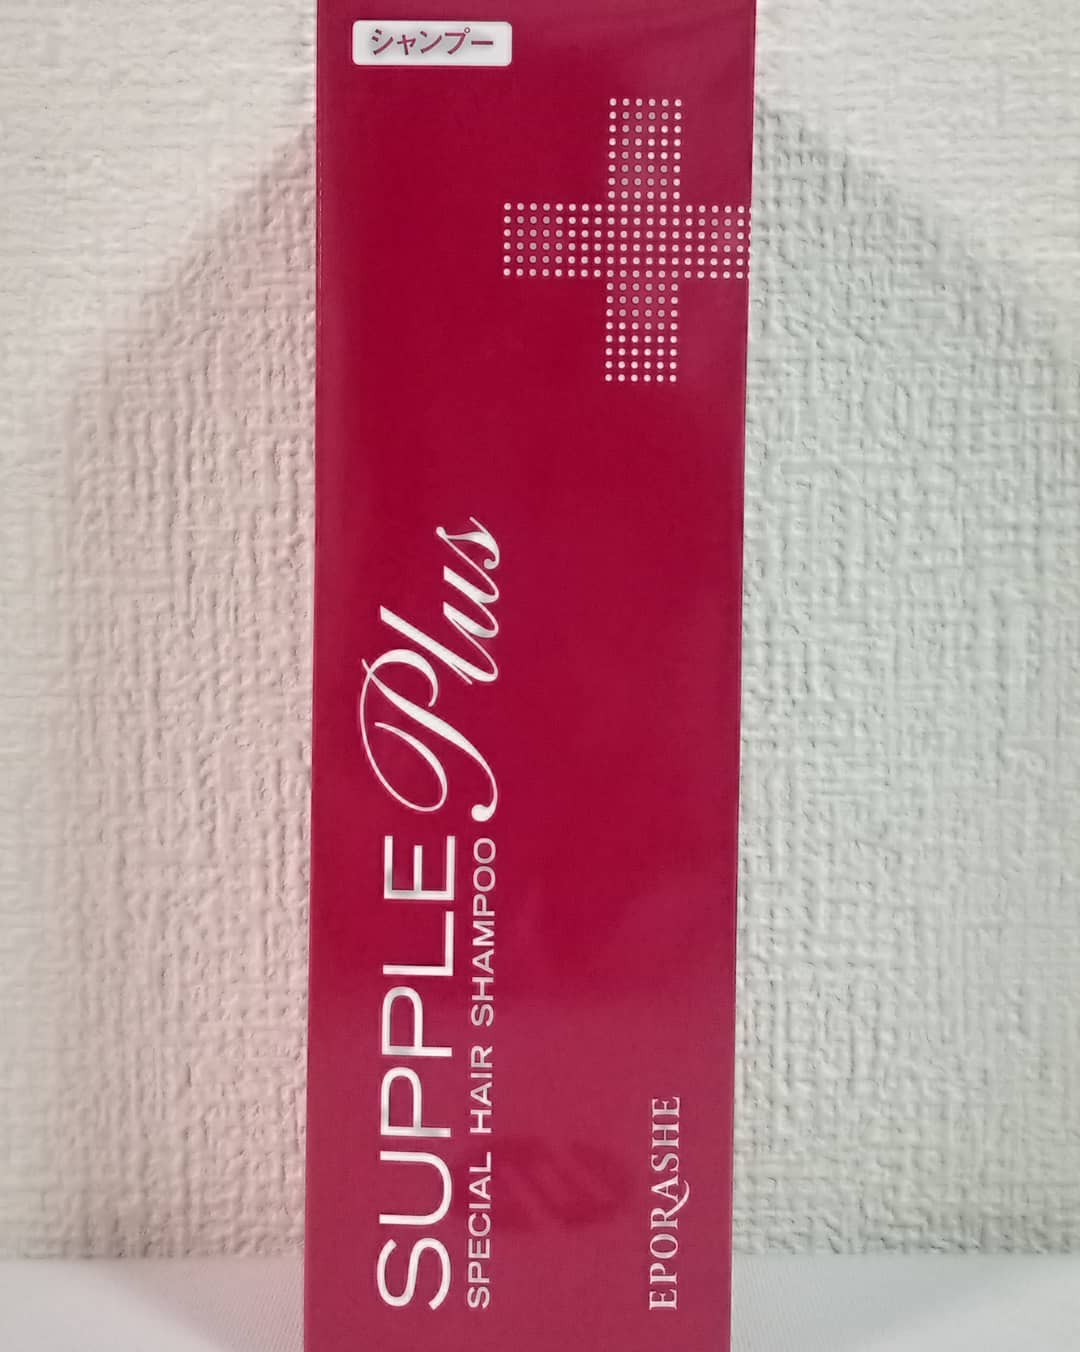 シャンプー
SUPPLE Plus
SPECIAL HAIR SHAMPOO
EPORASHE